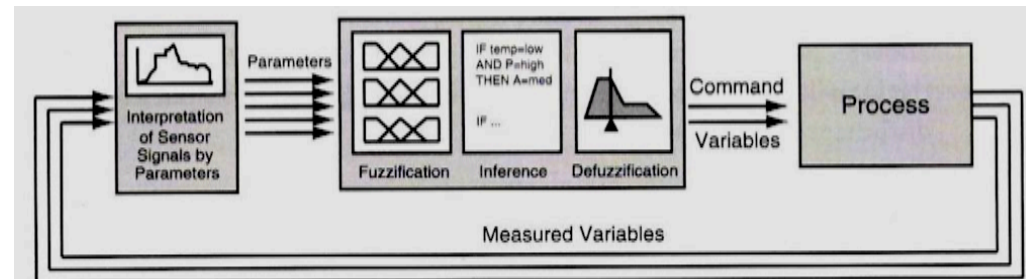 Interpretation
of Sensor
Signals by
Parameters
Parameters
IF temp=low
AND P=high
THEN A=med
IF ...
Fuzzification
Inference
Defuzzification
Command
Variables
Process
Measured Variables